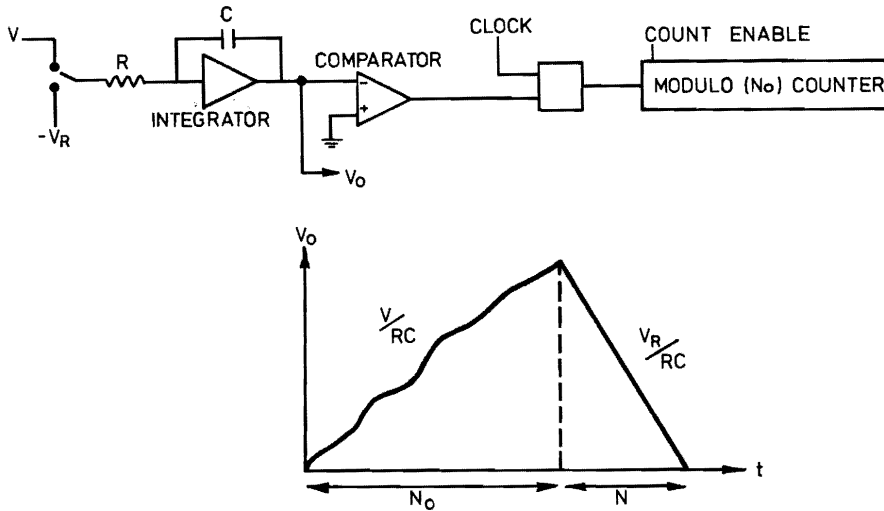 V
R
-VR
C
INTEGRATOR
COMPARATOR
-
+
Vo
CLOCK
COUNT ENABLE
MODULO (No) COUNTER
Vo
V/RC
VR/RC
t
No
N